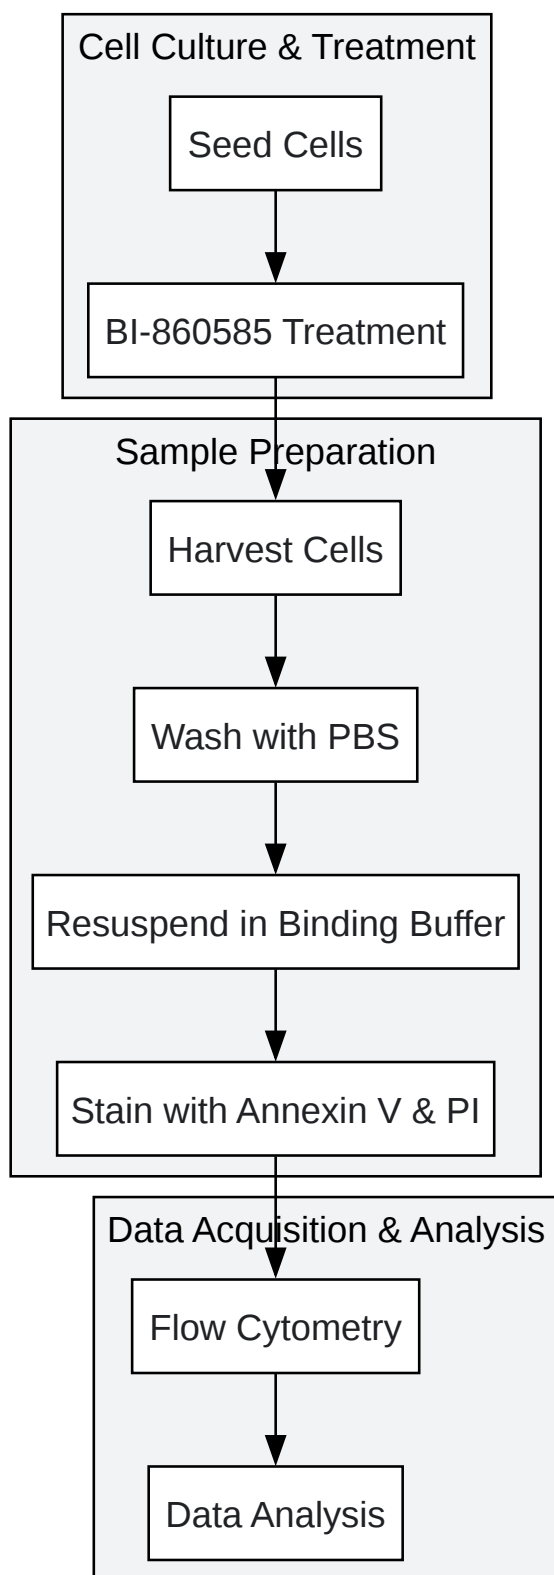 Cell Culture & Treatment
Seed Cells
BI-860585 Treatment
Sample Preparation
Harvest Cells
Wash with PBS
Resuspend in Binding Buffer
Stain with Annexin V & PI
Data Acquisition & Analysis
Flow Cytometry
Data Analysis